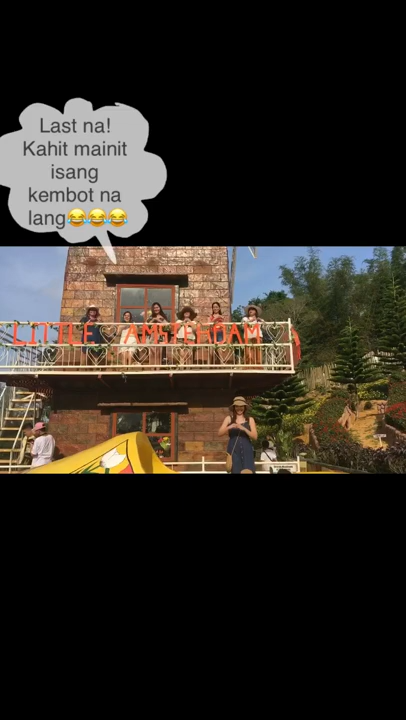 Last na!
Kahit mainit
isang
kembot na
lang😂😂😂
LITTLE AMSTERDAM